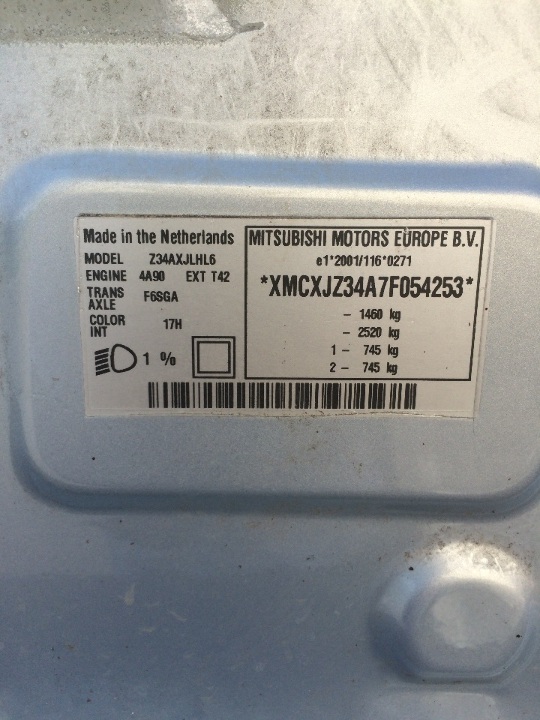 Made in the Netherlands
MODEL Z34AXJLHL6
ENGINE 4A90 EXT T42
TRANS AXLE F6SGA
COLOR INT 17H
1 %
MITSUBISHI MOTORS EUROPE B.V.
e1*2001/116*0271
*XMCXJZ34A7F054253*
– 1460 kg
– 2520 kg
1 – 745 kg
2 – 745 kg